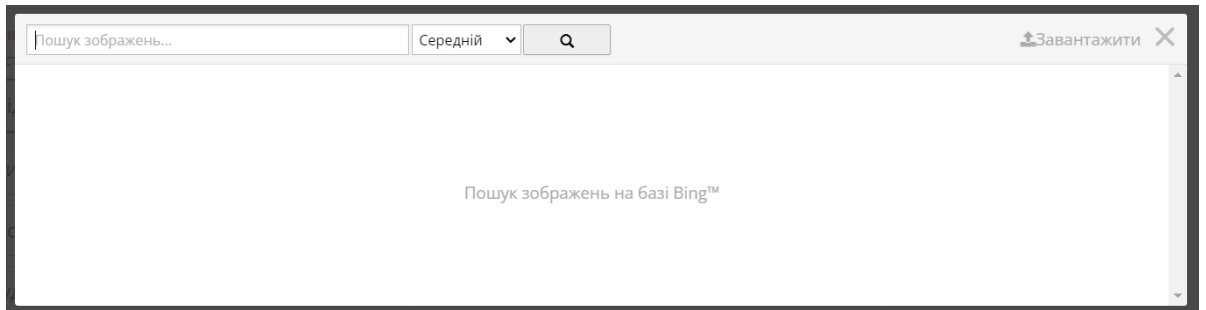 Пошук зображень...
Середній
Завантажити
Пошук зображень на базі Bing™